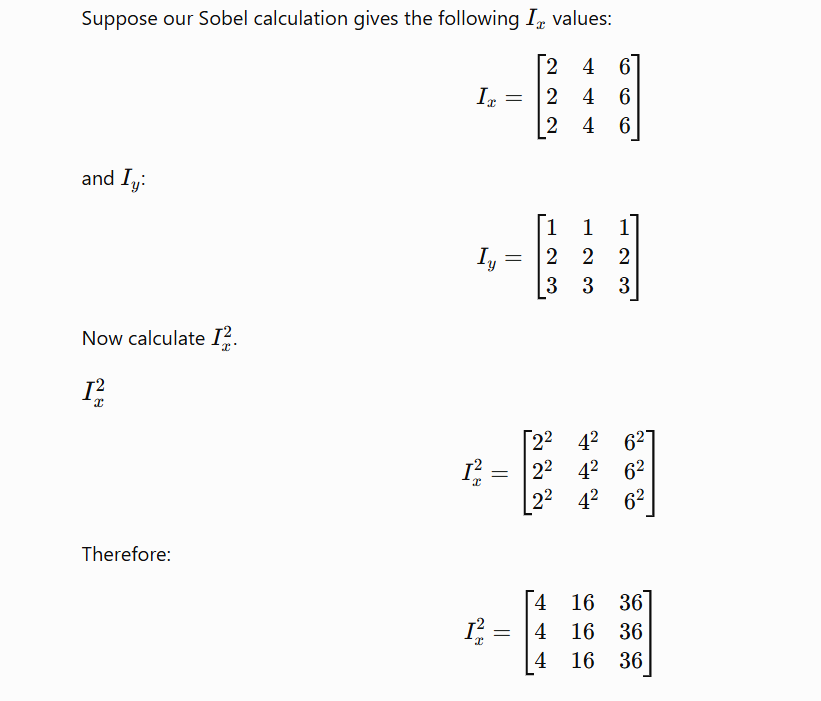 Suppose our Sobel calculation gives the following $I_x$ values:
$I_x = \begin{bmatrix} 2 & 4 & 6 \\ 2 & 4 & 6 \\ 2 & 4 & 6 \end{bmatrix}$
and $I_y$:
$I_y = \begin{bmatrix} 1 & 1 & 1 \\ 2 & 2 & 2 \\ 3 & 3 & 3 \end{bmatrix}$
Now calculate $I_x^2$.
$I_x^2$
$I_x^2 = \begin{bmatrix} 2^2 & 4^2 & 6^2 \\ 2^2 & 4^2 & 6^2 \\ 2^2 & 4^2 & 6^2 \end{bmatrix}$
Therefore:
$I_x^2 = \begin{bmatrix} 4 & 16 & 36 \\ 4 & 16 & 36 \\ 4 & 16 & 36 \end{bmatrix}$